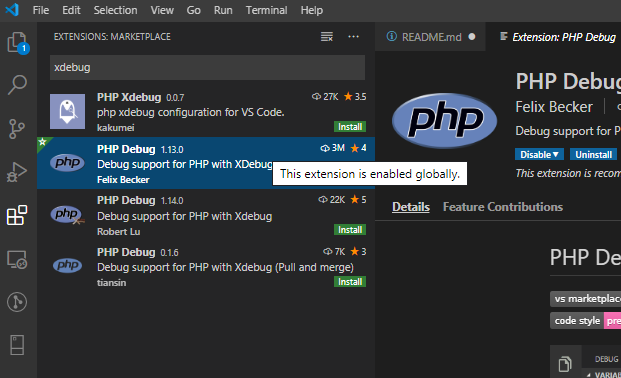 File Edit Selection View Go Run Terminal Help
EXTENSIONS: MARKETPLACE
README.md
Extension: PHP Debug
1
xdebug
PHP Xdebug 0.0.7 27K 3.5
php xdebug configuration for VS Code.
kakumei Install
PHP Debug 1.13.0 3M 4
Debug support for PHP with XDebug
Felix Becker
This extension is enabled globally.
PHP Debug 1.14.0 22K 5
Debug support for PHP with Xdebug
Robert Lu Install
PHP Debug 0.1.6 7K 3
Debug support for PHP with Xdebug (Pull and merge)
tiansin Install
php
php
php
php
PHP Debug
Felix Becker
Debug support for P
Disable Uninstall
This extension is recom
Details Feature Contributions
PHP De
vs marketplace
code style pre
DEBUG
VARIAB